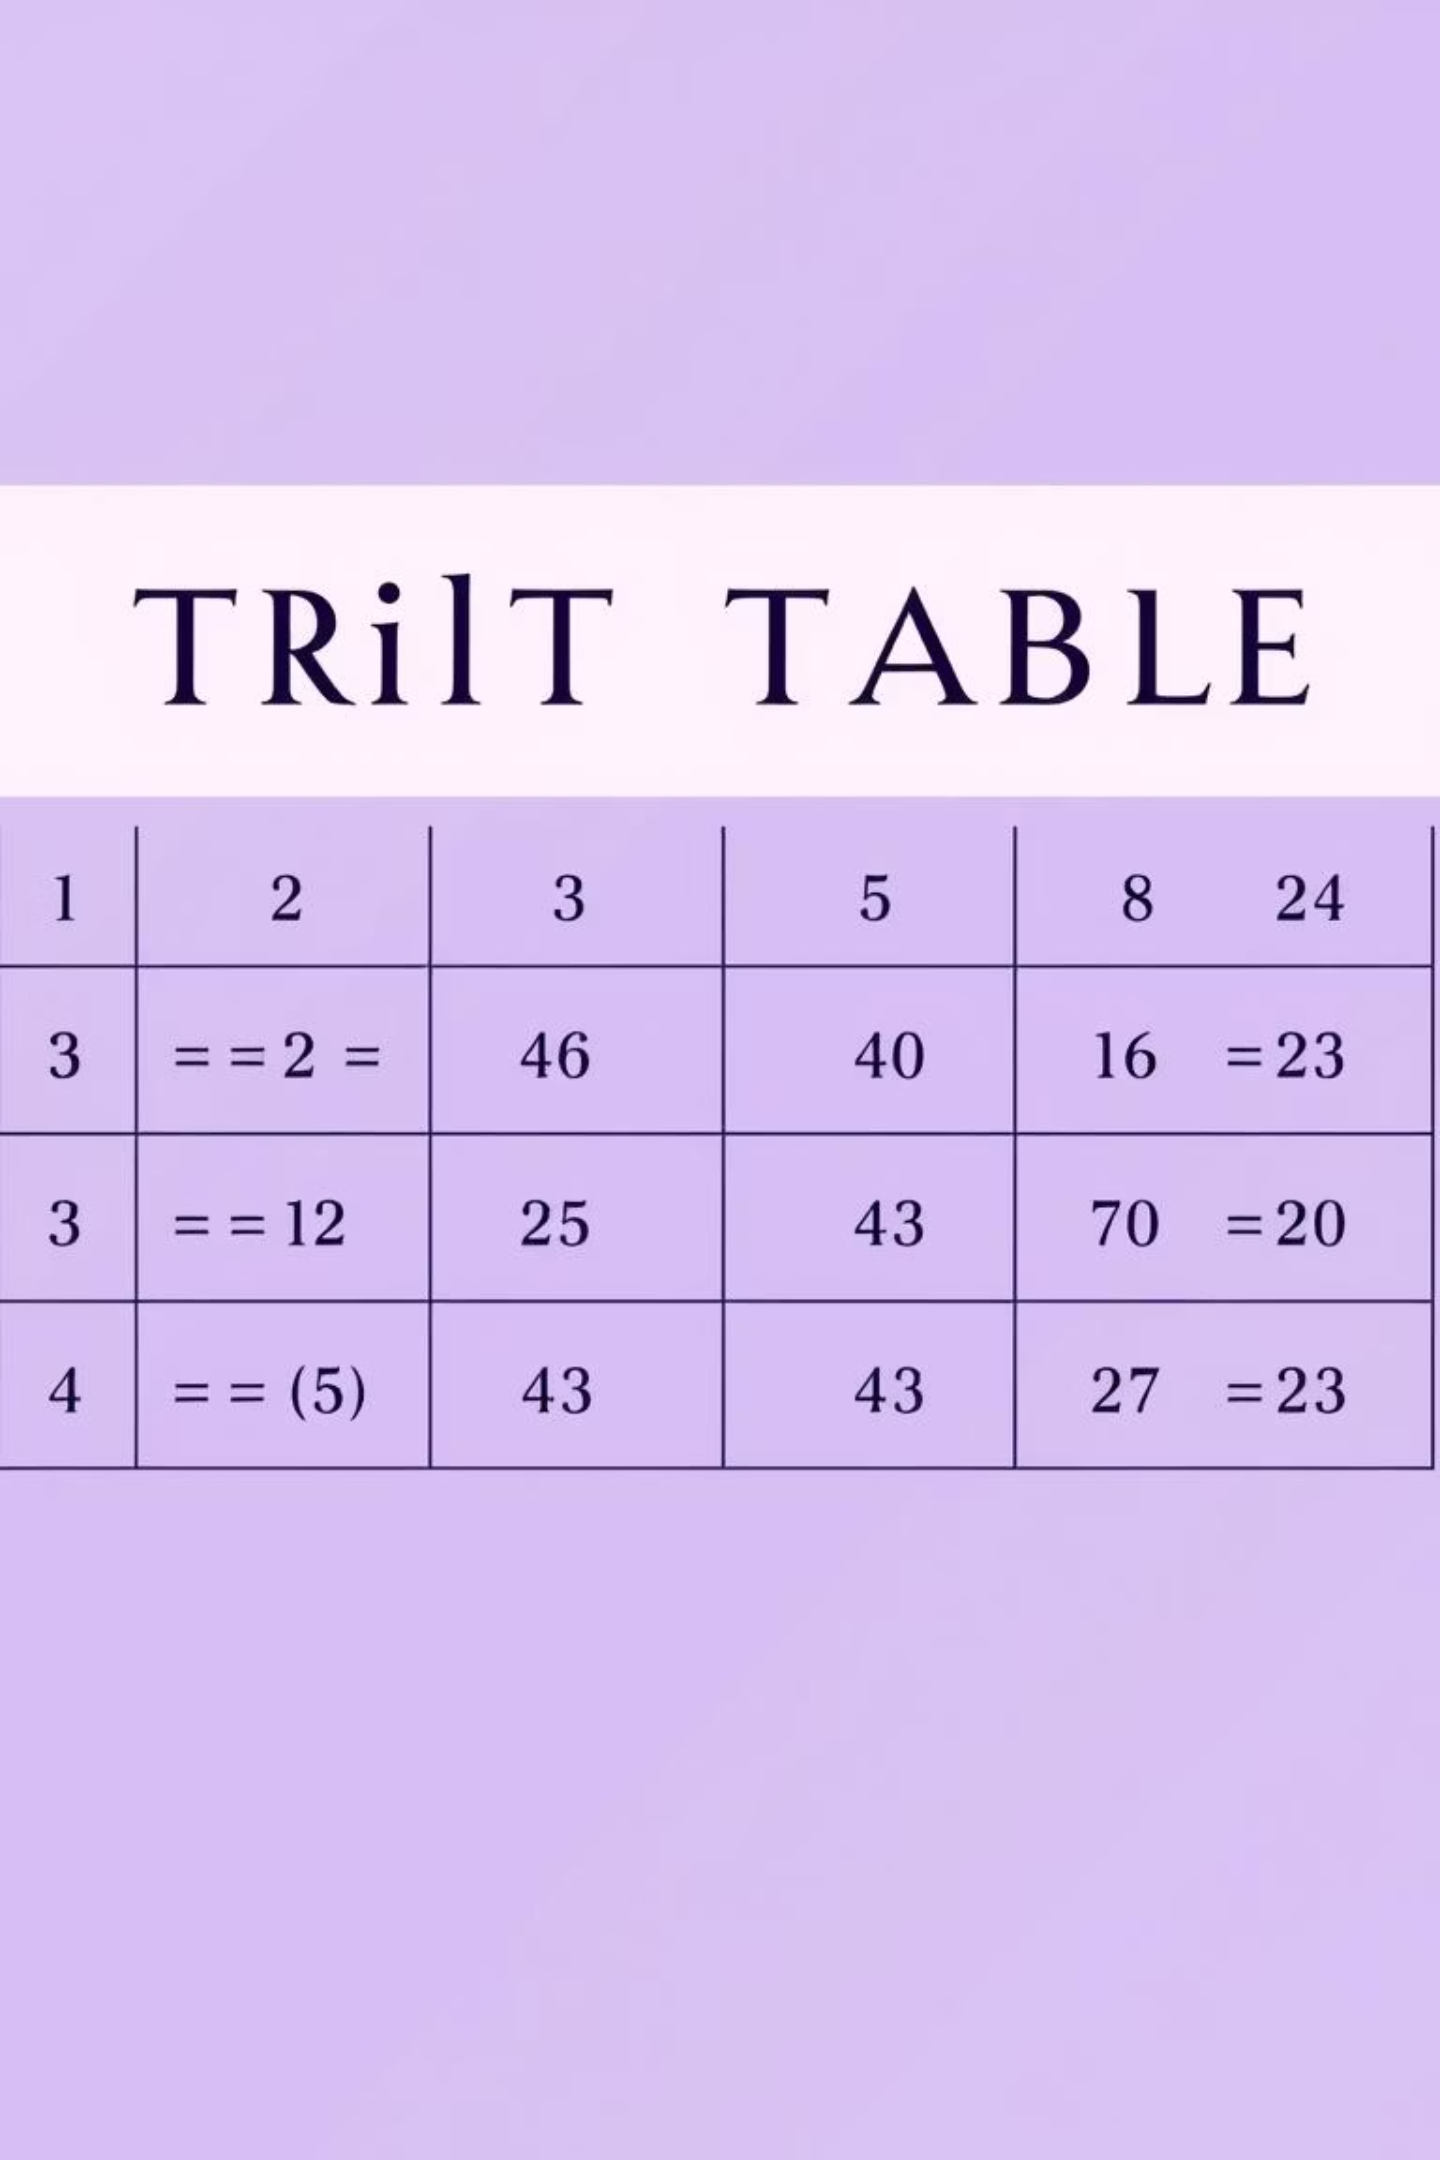 TRilT TABLE
1 2 3 5 8 24
3 = = 2 = 46 40 16 = 23
3 = = 12 25 43 70 = 20
4 = = (5) 43 43 27 = 23